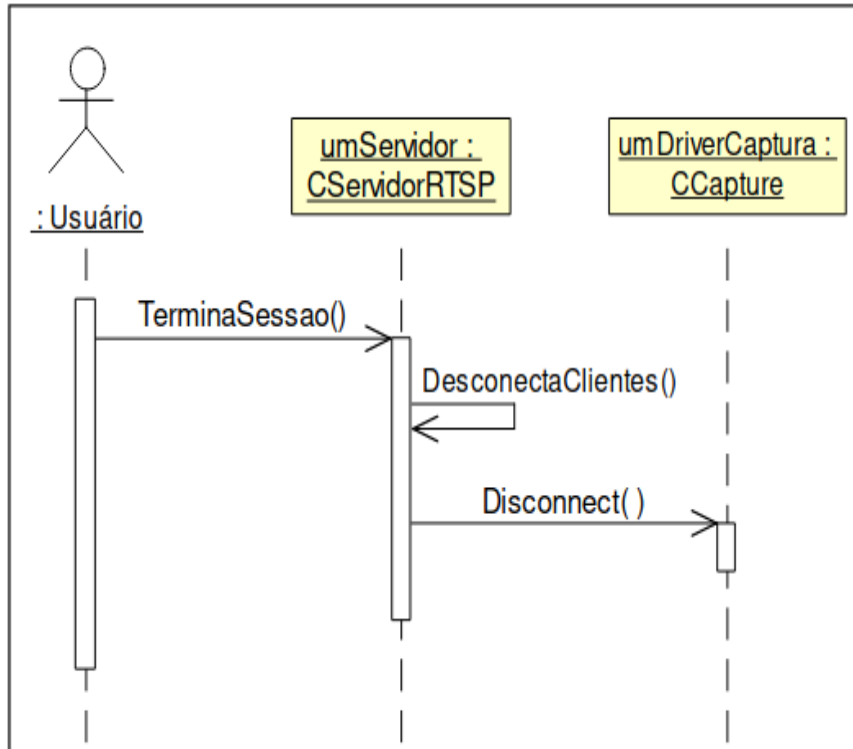 umServidor :
CServidorRTSP
umDriverCaptura :
CCapture
: Usuário
TerminaSessao()
DesconectaClientes()
Disconnect( )